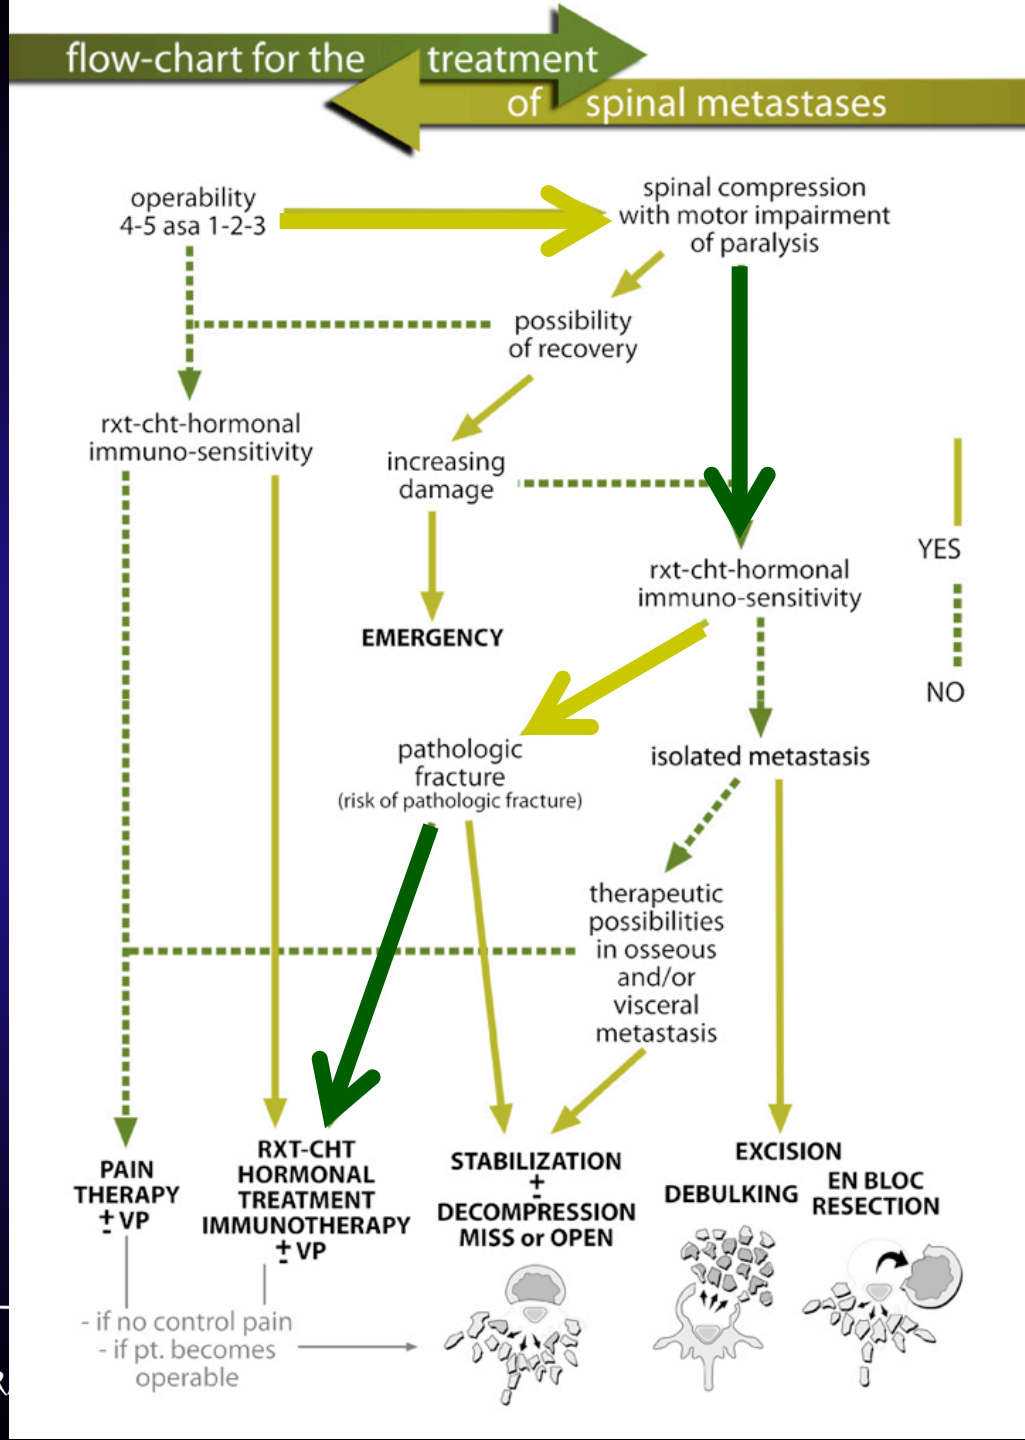 flow-chart for the treatment
of spinal metastases
operability
4-5 asa 1-2-3
spinal compression
with motor impairment
of paralysis
possibility
of recovery
rxt-cht-hormonal
immuno-sensitivity
increasing
damage
YES
rxt-cht-hormonal
immuno-sensitivity
EMERGENCY
NO
pathologic
fracture
(risk of pathologic fracture)
isolated metastasis
therapeutic
possibilities
in osseous
and/or
visceral
metastasis
PAIN
THERAPY
± VP
RXT-CHT
HORMONAL
TREATMENT
IMMUNOTHERAPY
± VP
STABILIZATION
±
DECOMPRESSION
MISS or OPEN
EXCISION
DEBULKING
EN BLOC
RESECTION
- if no control pain
- if pt. becomes
operable